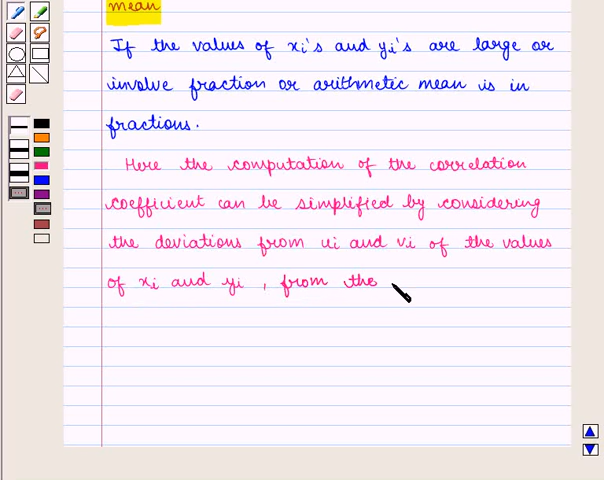 mean
If the values of xi's and yi's are large or
involve fraction or arithmetic mean is in
fractions.
Here the computation of the correlation
coefficient can be simplified by considering
the deviations from ui and vi of the values
of xi and yi , from the